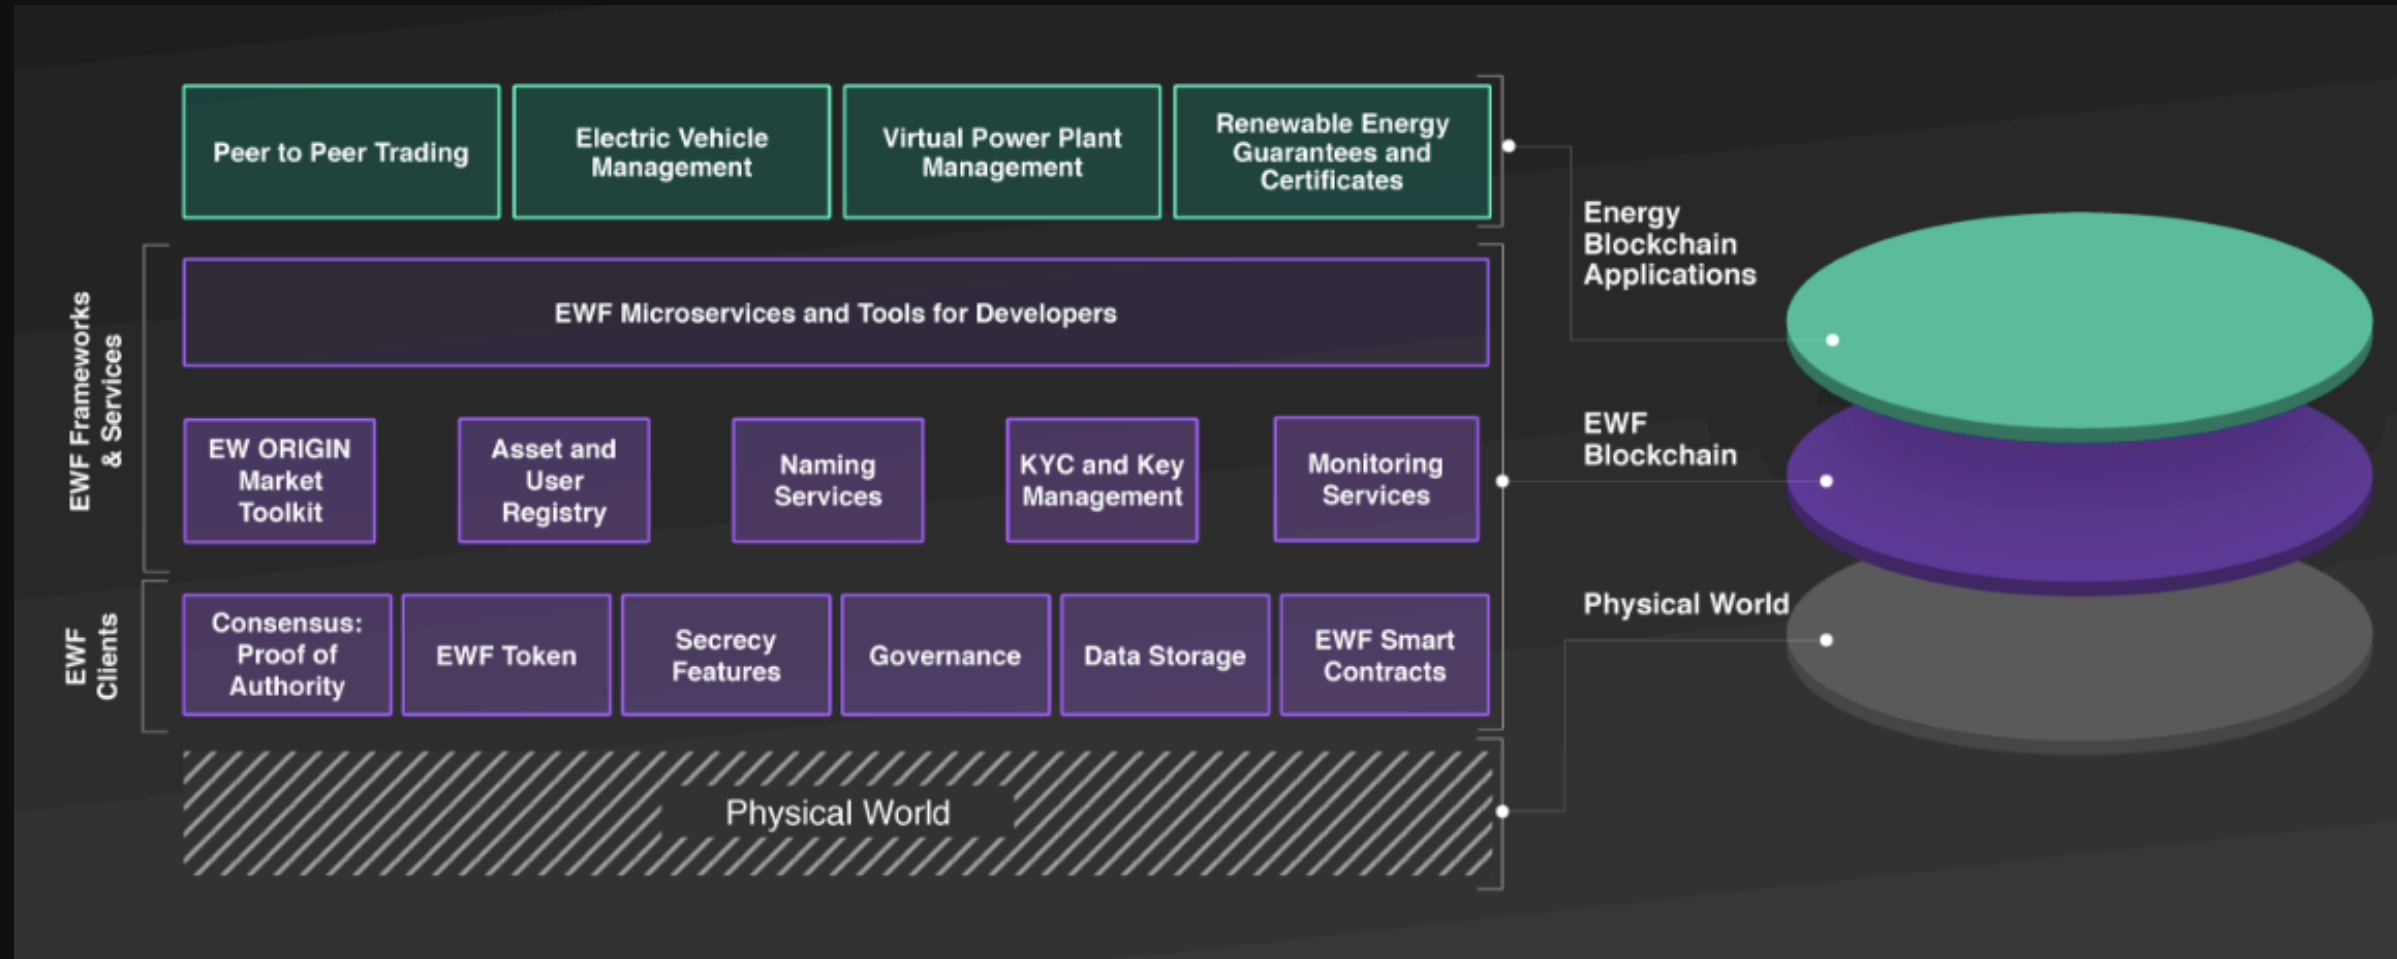 Peer to Peer Trading
Electric Vehicle
Management
Virtual Power Plant
Management
Renewable Energy
Guarantees and
Certificates
EWF Frameworks
& Services
EWF Microservices and Tools for Developers
EW ORIGIN
Market
Toolkit
Asset and
User
Registry
Naming
Services
KYC and Key
Management
Monitoring
Services
EWF
Clients
Consensus:
Proof of
Authority
EWF Token
Secrecy
Features
Governance
Data Storage
EWF Smart
Contracts
Physical World
Energy
Blockchain
Applications
EWF
Blockchain
Physical World